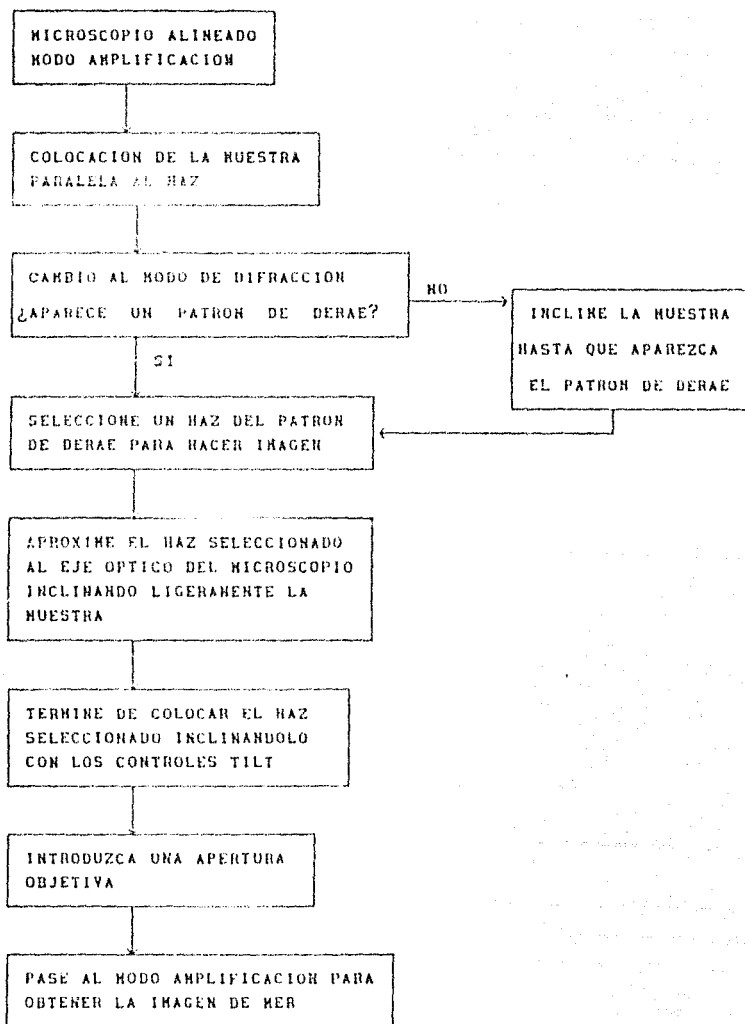 MICROSCOPIO ALINEADO
MODO AMPLIFICACION
COLOCACION DE LA MUESTRA
PARALELA AL HAZ
CAMBIO AL MODO DE DIFRACCION
¿APARECE UN PATRON DE DERAE?
NO
SI
INCLINE LA MUESTRA
HASTA QUE APAREZCA
EL PATRON DE DERAE
SELECCIONE UN HAZ DEL PATRON
DE DERAE PARA HACER IMAGEN
APROXIME EL HAZ SELECCIONADO
AL EJE OPTICO DEL MICROSCOPIO
INCLINANDO LIGERAMENTE LA
MUESTRA
TERMINE DE COLOCAR EL HAZ
SELECCIONADO INCLINANDOLO
CON LOS CONTROLES TILT
INTRODUZCA UNA APERTURA
OBJETIVA
PASE AL MODO AMPLIFICACION PARA
OBTENER LA IMAGEN DE MER